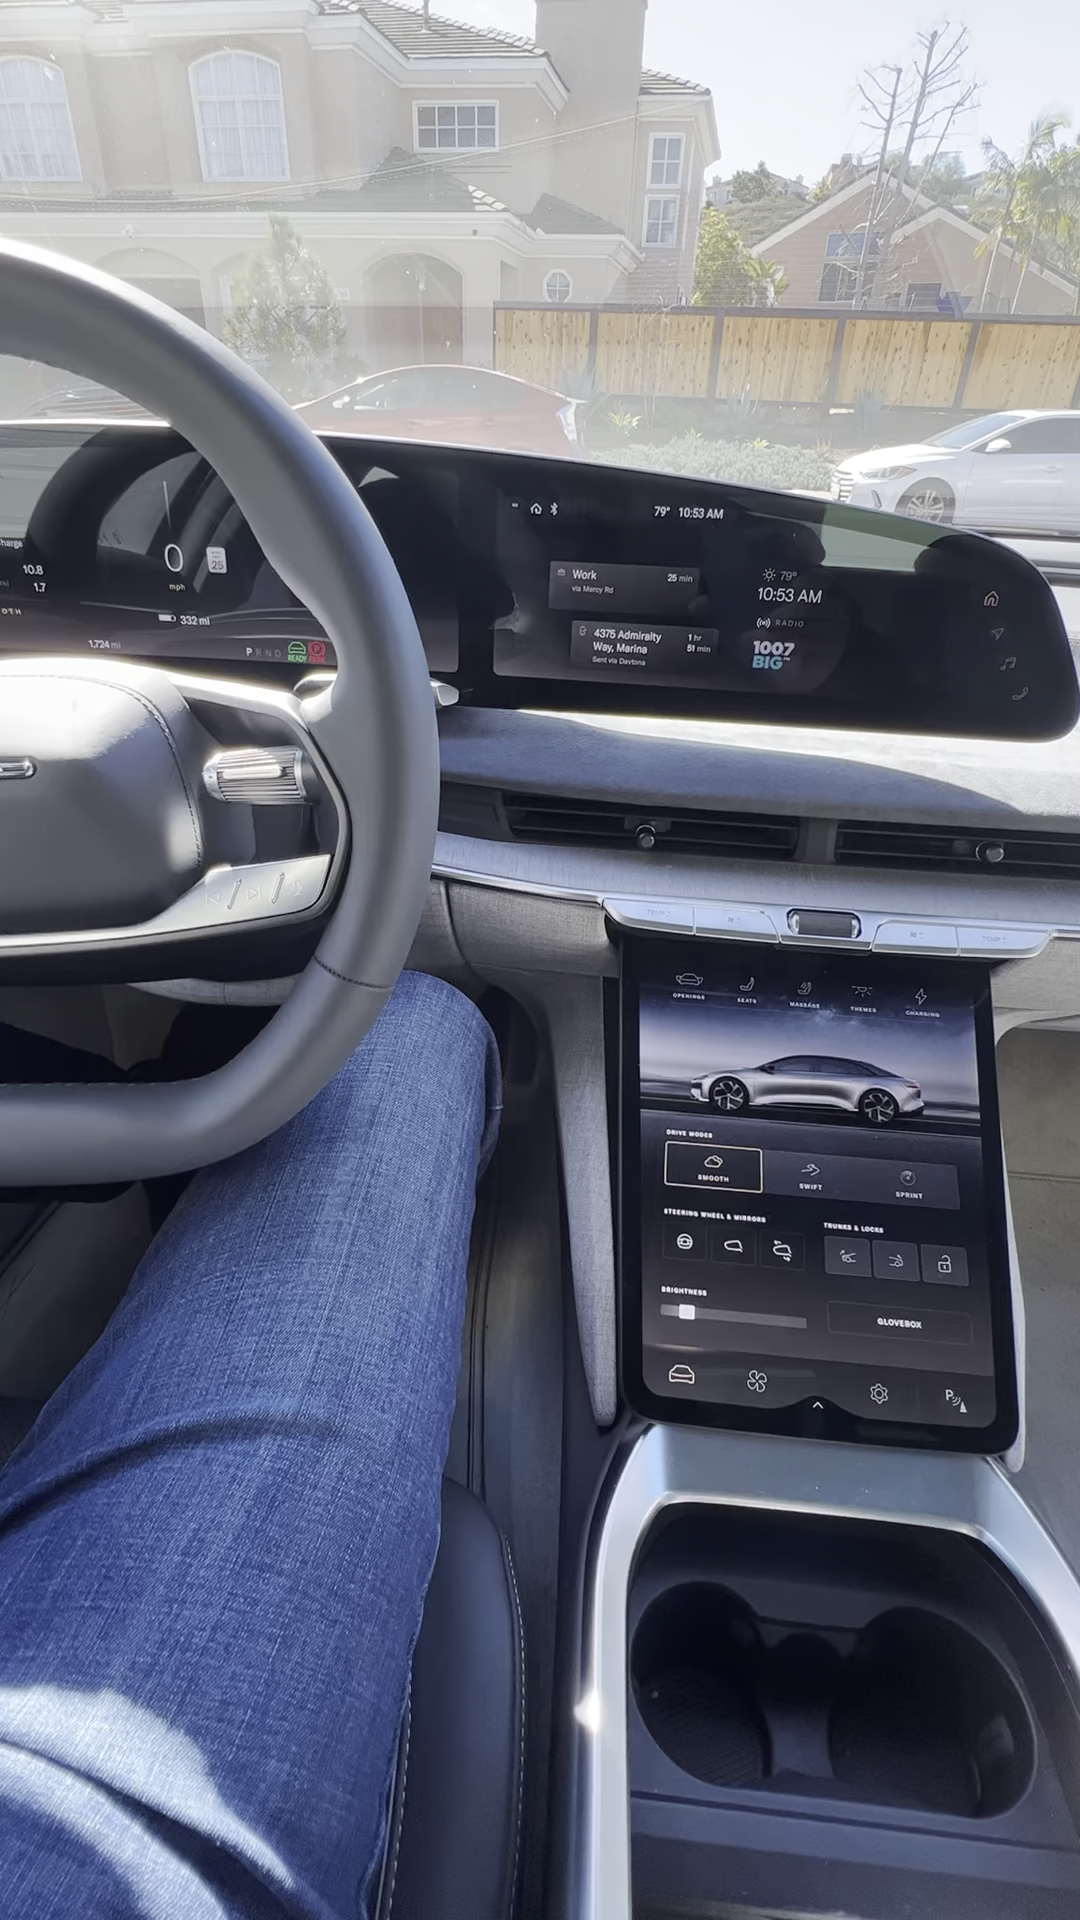 79° 10:53 AM
Work
25 min
via Mercy Rd
4375 Admiralty
Way, Marina
1 hr
51 min
Sent via Daytona
79°
10:53 AM
RADIO
1007
BIG
10.8
1.7
0
mph
25
332 mi
1,724 mi
P R N D
READY
PARK
TEMP
TEMP
OPENINGS
SEATS
MASSAGE
THEMES
CHARGING
DRIVE MODES
SMOOTH
SWIFT
SPRINT
STEERING WHEEL & MIRRORS
TRUNKS & LOCKS
BRIGHTNESS
GLOVEBOX
P